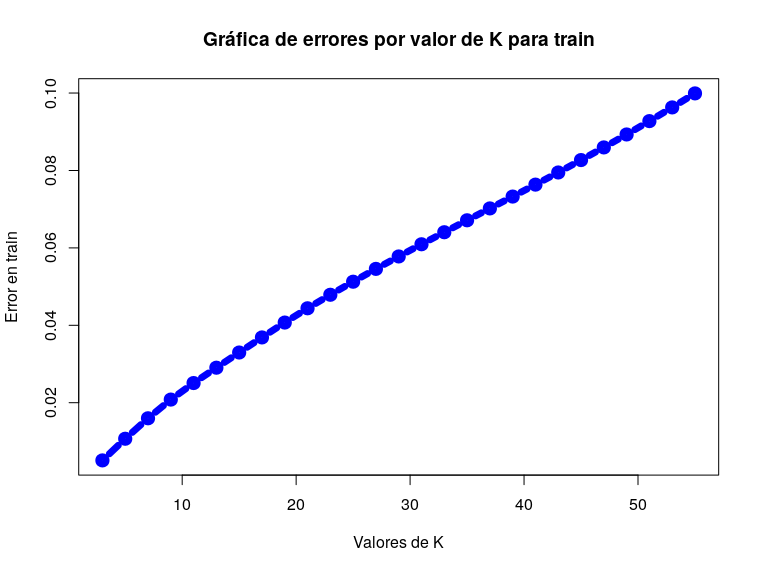 Gráfica de errores por valor de K para train
Error en train
0.10
0.08
0.06
0.04
0.02
10 20 30 40 50
Valores de K